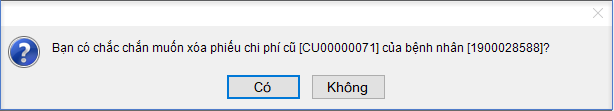 Bạn có chắc chắn muốn xóa phiếu chi phí cũ [CU00000071] của bệnh nhân [1900028588]?
Có
Không